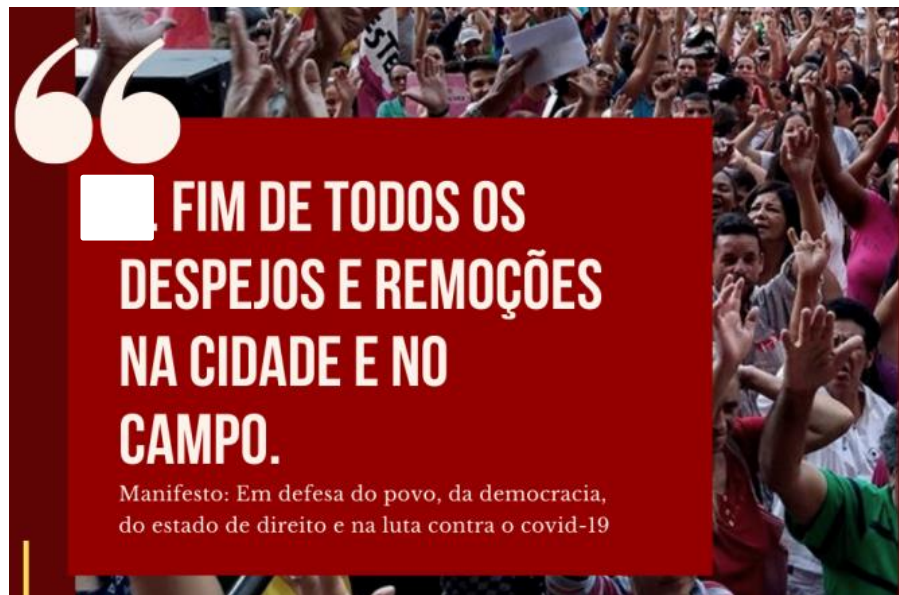 “
. FIM DE TODOS OS
DESPEJOS E REMOÇÕES
NA CIDADE E NO
CAMPO.
Manifesto: Em defesa do povo, da democracia,
do estado de direito e na luta contra o covid-19